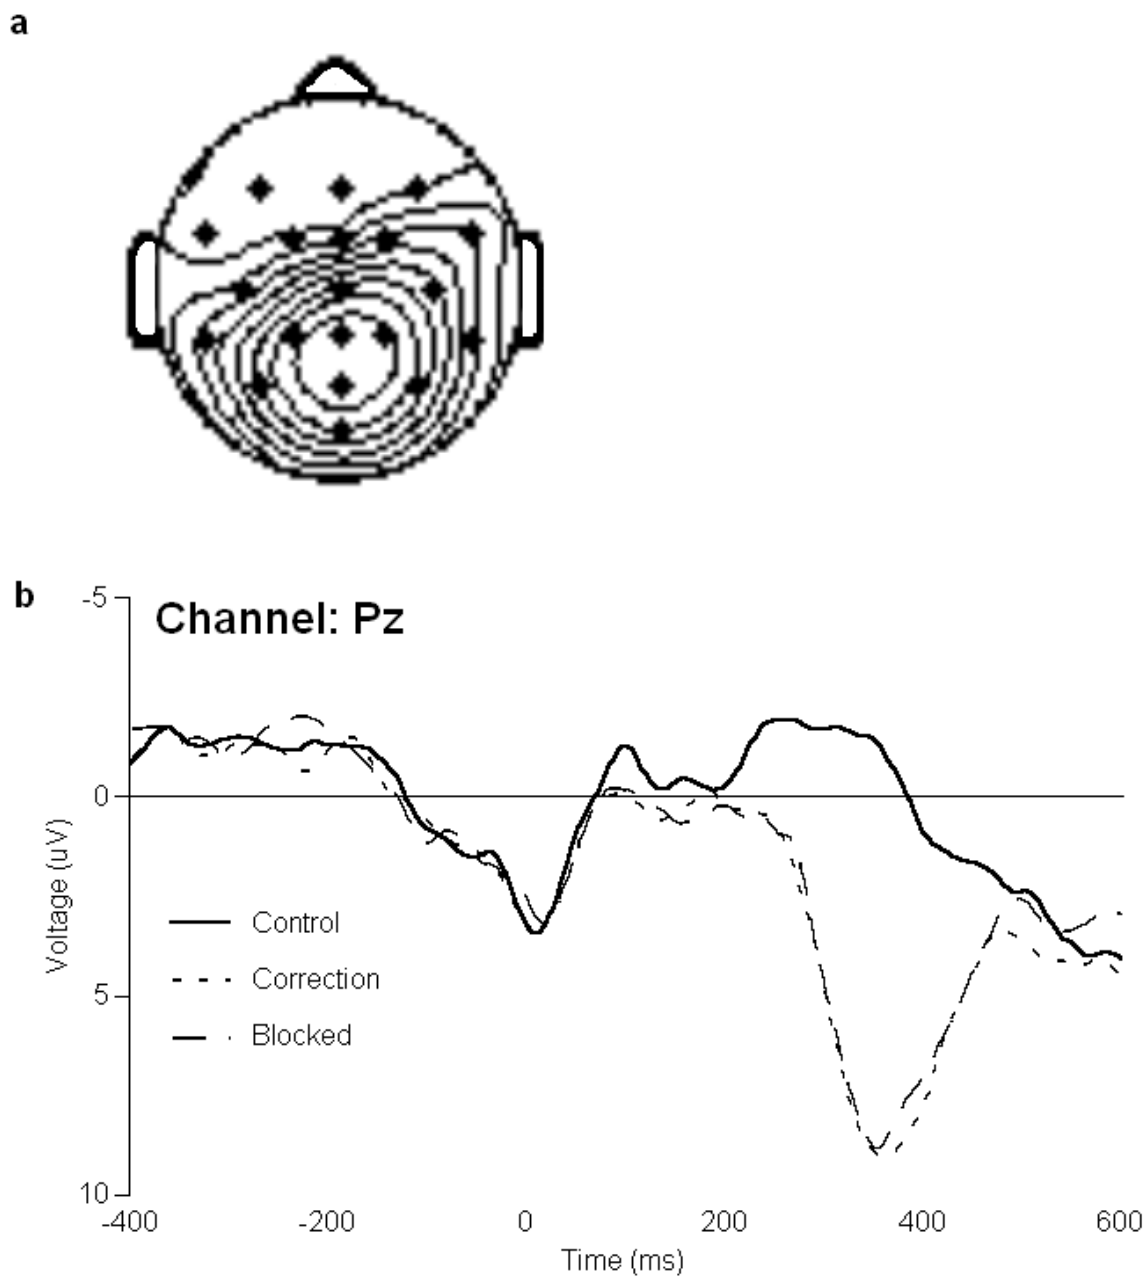 a
b
Channel: Pz
-5
0
5
10
Voltage (uV)
Control
Correction
Blocked
-400
-200
0
200
400
600
Time (ms)